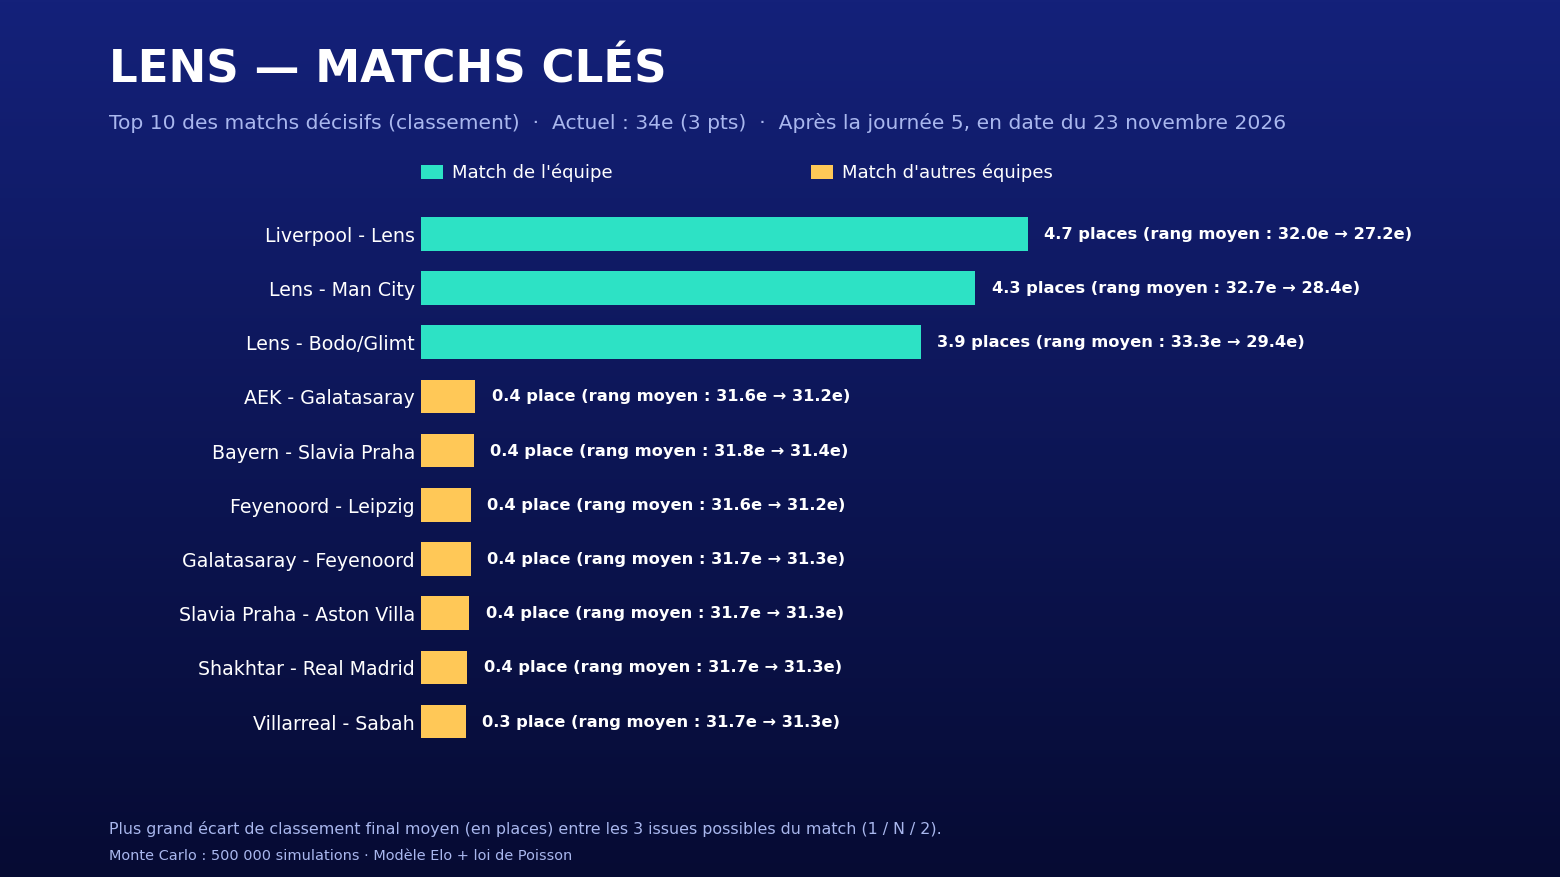 LENS — MATCHS CLÉS
Top 10 des matchs décisifs (classement) · Actuel : 34e (3 pts) · Après la journée 5, en date du 23 novembre 2026
Match de l'équipe Match d'autres équipes
Liverpool - Lens 4.7 places (rang moyen : 32.0e → 27.2e)
Lens - Man City 4.3 places (rang moyen : 32.7e → 28.4e)
Lens - Bodo/Glimt 3.9 places (rang moyen : 33.3e → 29.4e)
AEK - Galatasaray 0.4 place (rang moyen : 31.6e → 31.2e)
Bayern - Slavia Praha 0.4 place (rang moyen : 31.8e → 31.4e)
Feyenoord - Leipzig 0.4 place (rang moyen : 31.6e → 31.2e)
Galatasaray - Feyenoord 0.4 place (rang moyen : 31.7e → 31.3e)
Slavia Praha - Aston Villa 0.4 place (rang moyen : 31.7e → 31.3e)
Shakhtar - Real Madrid 0.4 place (rang moyen : 31.7e → 31.3e)
Villarreal - Sabah 0.3 place (rang moyen : 31.7e → 31.3e)
Plus grand écart de classement final moyen (en places) entre les 3 issues possibles du match (1 / N / 2).
Monte Carlo : 500 000 simulations · Modèle Elo + loi de Poisson